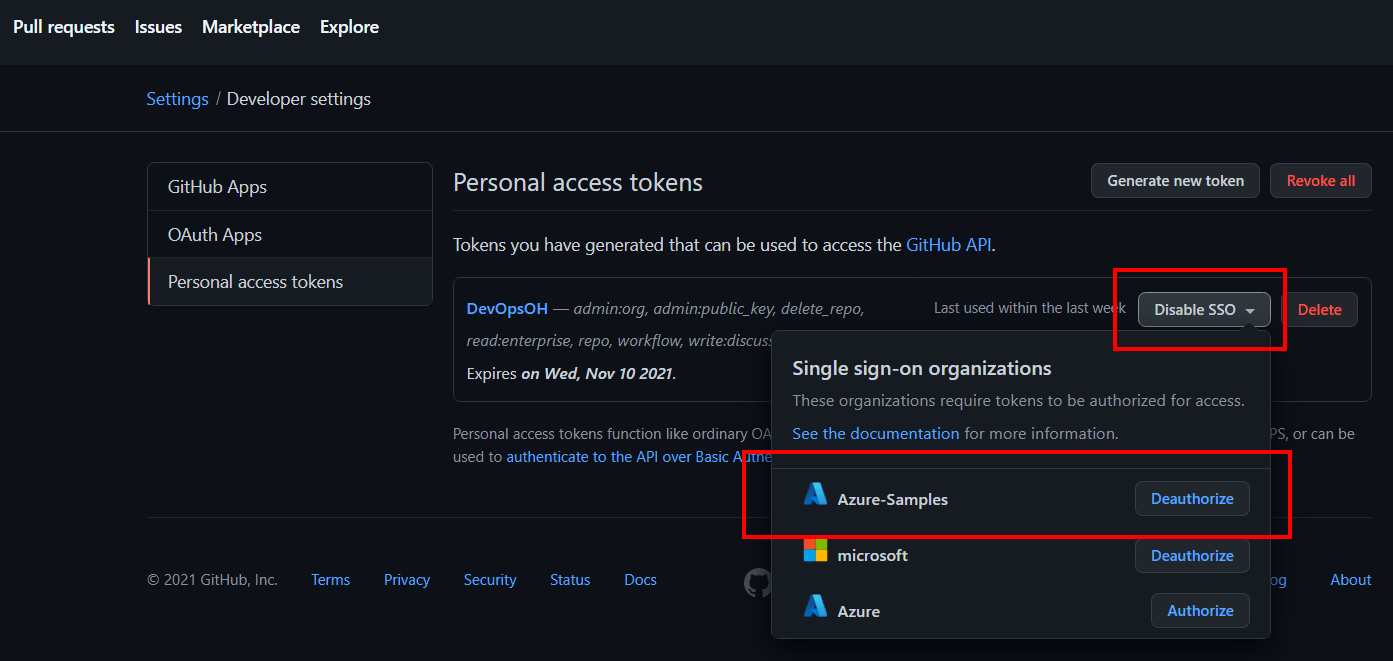 Pull requests Issues Marketplace Explore
Settings / Developer settings
GitHub Apps
OAuth Apps
Personal access tokens
Personal access tokens
Generate new token
Revoke all
Tokens you have generated that can be used to access the GitHub API.
DevOpsOH — admin:org, admin:public_key, delete_repo,
read:enterprise, repo, workflow, write:discuss
Expires on Wed, Nov 10 2021.
Last used within the last week
Disable SSO
Delete
Single sign-on organizations
These organizations require tokens to be authorized for access.
See the documentation for more information.
Azure-Samples Deauthorize
microsoft Deauthorize
Azure Authorize
Personal access tokens function like ordinary OA PS, or can be
used to authenticate to the API over Basic Authe
© 2021 GitHub, Inc. Terms Privacy Security Status Docs og About